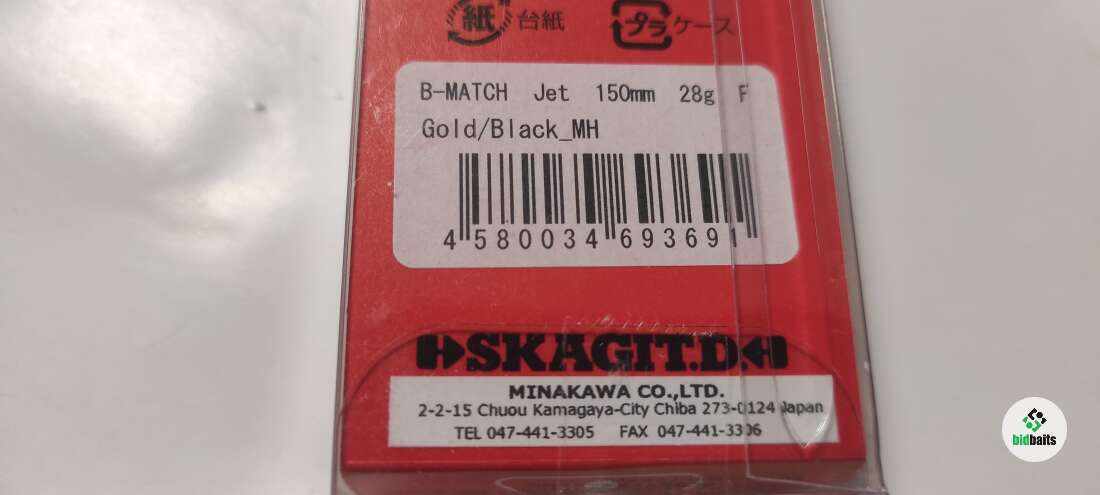 紙 台紙 プラ ケース
B-MATCH Jet 150mm 28g F
Gold/Black_MH
4 580034 693691
SKAGIT.D.
MINAKAWA CO.,LTD.
2-2-15 Chuou Kamagaya-City Chiba 273-0124 Japan
TEL 047-441-3305 FAX 047-441-3306
bidbaits